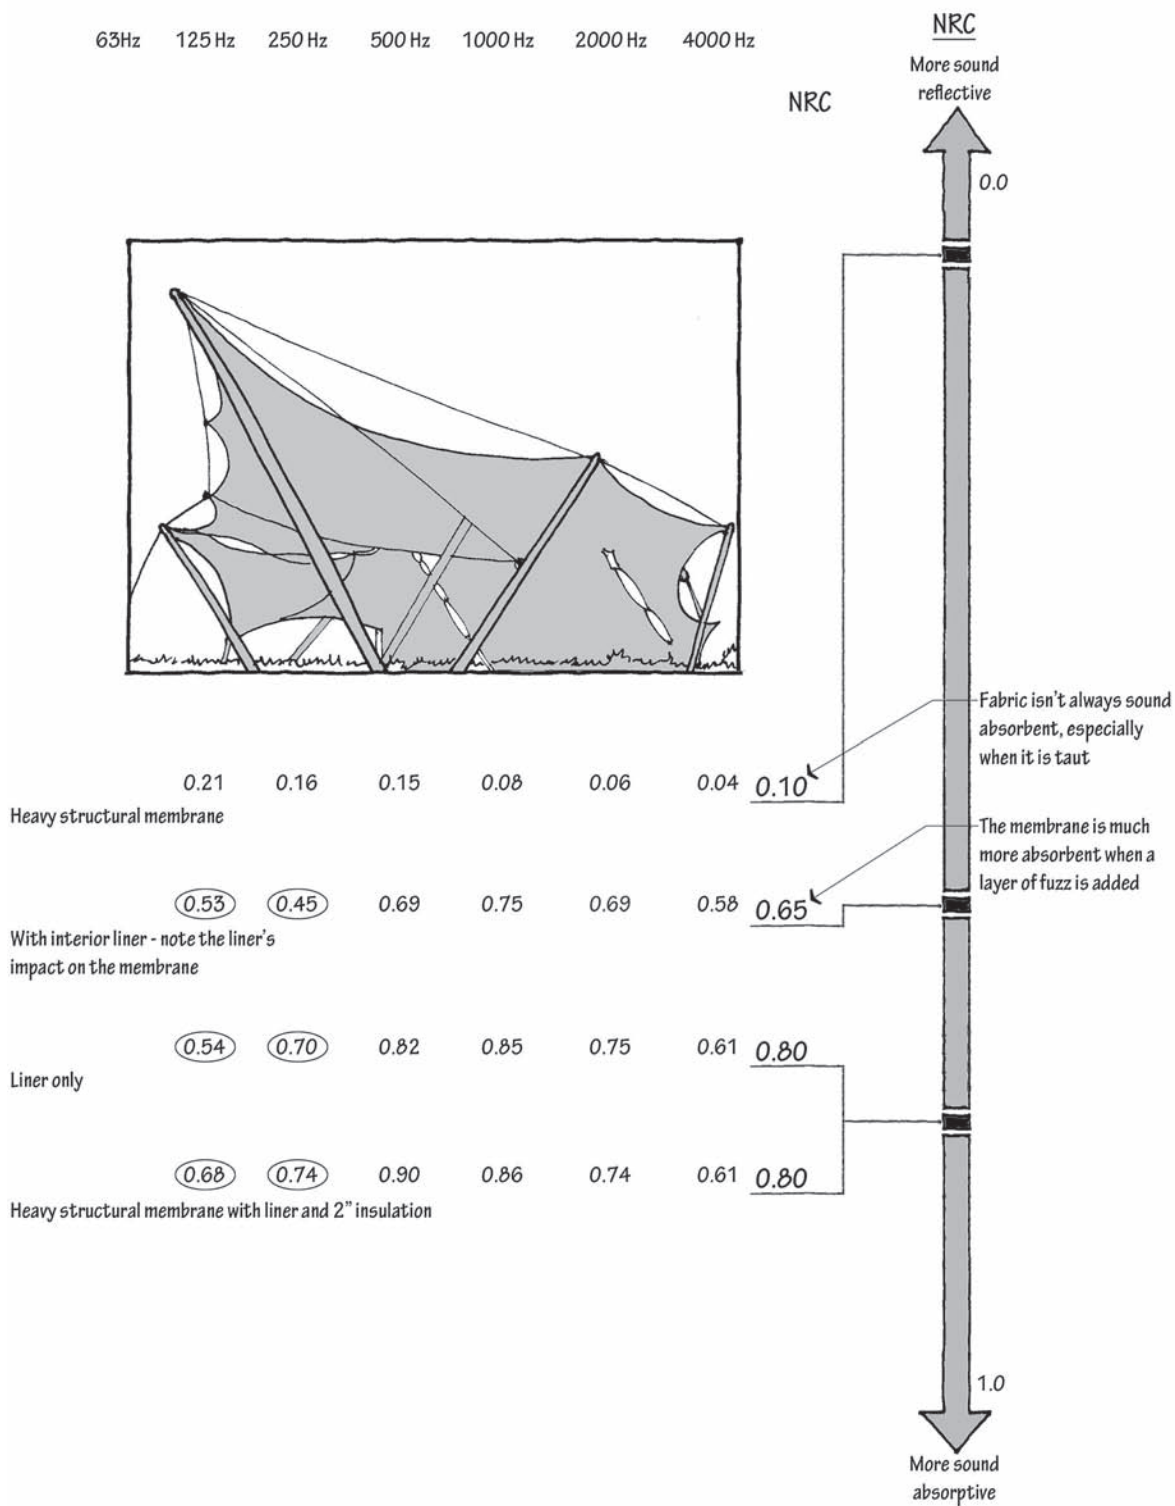 63Hz 125 Hz 250 Hz 500 Hz 1000 Hz 2000 Hz 4000 Hz
NRC
NRC
More sound
reflective
0.0
Fabric isn't always sound
absorbent, especially
when it is taut
0.21 0.16 0.15 0.08 0.06 0.04 0.10
Heavy structural membrane
The membrane is much
more absorbent when a
layer of fuzz is added
0.53 0.45 0.69 0.75 0.69 0.58 0.65
With interior liner - note the liner's
impact on the membrane
0.54 0.70 0.82 0.85 0.75 0.61 0.80
Liner only
0.68 0.74 0.90 0.86 0.74 0.61 0.80
Heavy structural membrane with liner and 2" insulation
1.0
More sound
absorptive